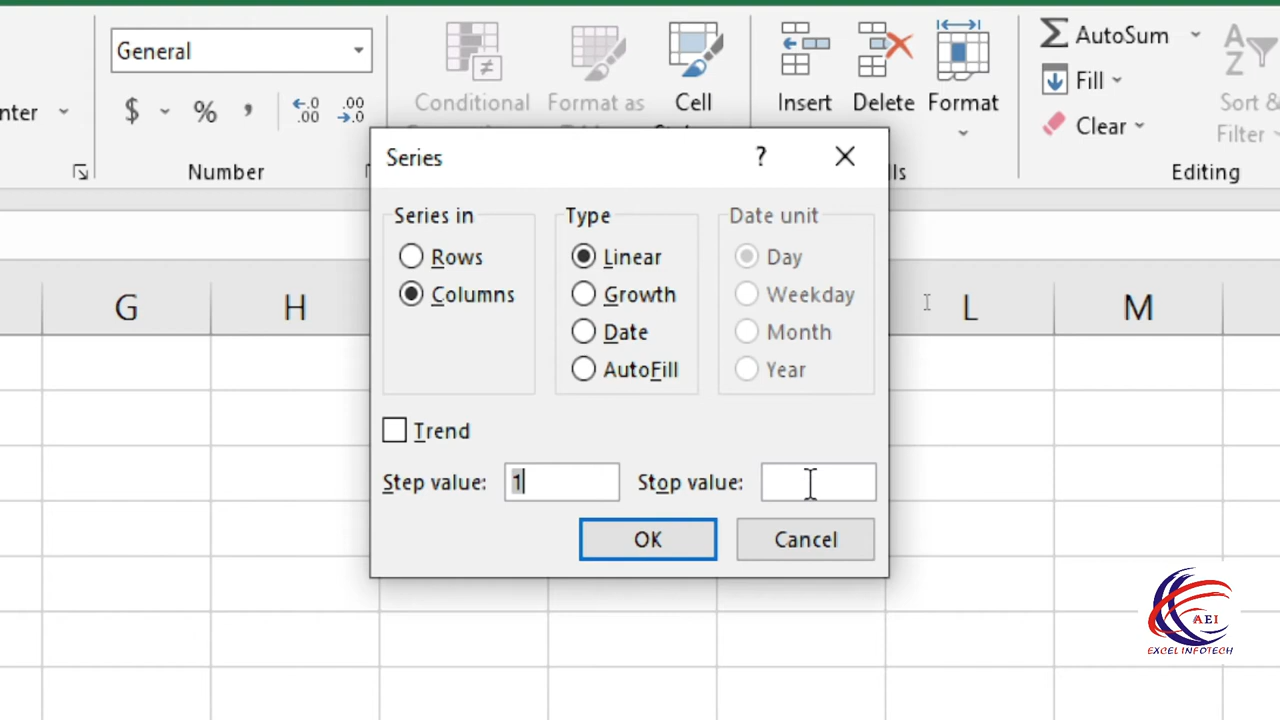 General
AutoSum
Fill
nter
$ % , ←.0 .00 .00 →.0
Conditional
Format as
Cell
Insert
Delete
Format
Sort &
Filter
Clear
Number
lls
Editing
Series ? ×
Series in
Type
Date unit
Rows
Linear
Day
Columns
Growth
Weekday
Date
Month
AutoFill
Year
Trend
Step value: 1
Stop value:
OK
Cancel
G H L M
AEI
EXCEL INFOTECH